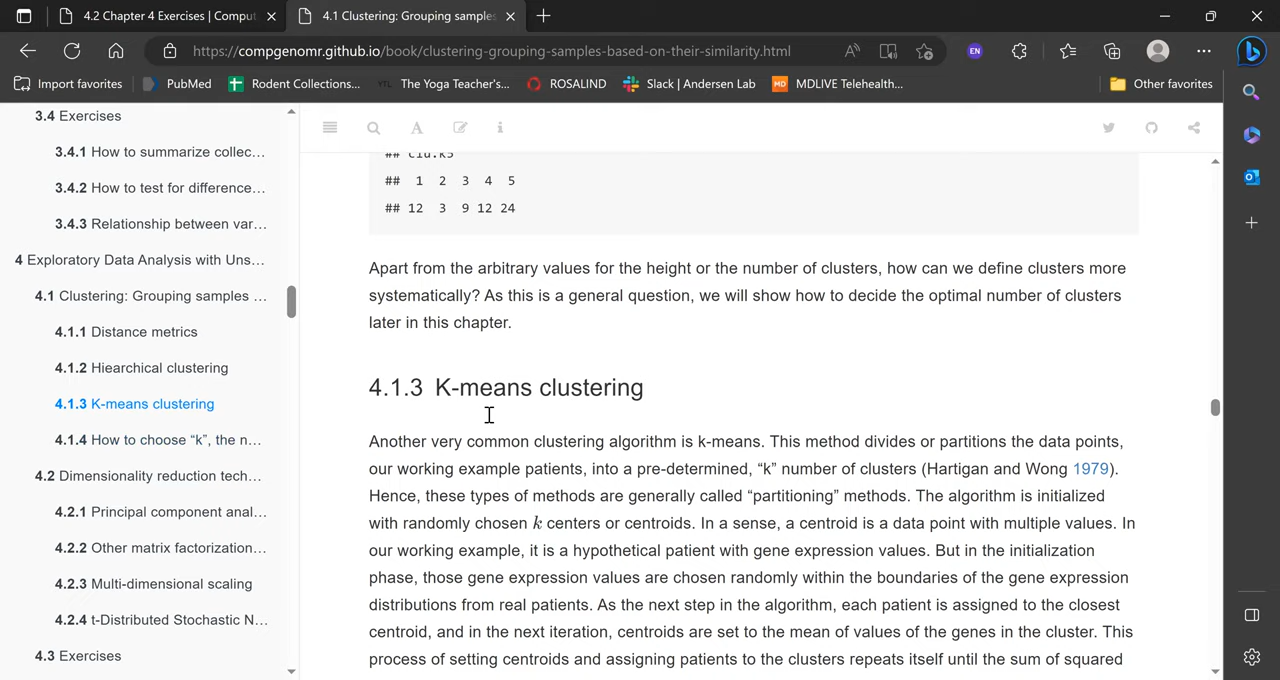 4.2 Chapter 4 Exercises | Comput
4.1 Clustering: Grouping samples
https://compgenomr.github.io/book/clustering-grouping-samples-based-on-their-similarity.html
EN
Import favorites
PubMed
Rodent Collections...
YTL
The Yoga Teacher's...
ROSALIND
Slack | Andersen Lab
MD
MDLIVE Telehealth...
Other favorites
3.4 Exercises
3.4.1 How to summarize collec...
3.4.2 How to test for difference...
3.4.3 Relationship between var...
4 Exploratory Data Analysis with Uns...
4.1 Clustering: Grouping samples ...
4.1.1 Distance metrics
4.1.2 Hiearchical clustering
4.1.3 K-means clustering
4.1.4 How to choose “k”, the n...
4.2 Dimensionality reduction tech...
4.2.1 Principal component anal...
4.2.2 Other matrix factorization...
4.2.3 Multi-dimensional scaling
4.2.4 t-Distributed Stochastic N...
4.3 Exercises
## clu.k5
## 1 2 3 4 5
## 12 3 9 12 24
Apart from the arbitrary values for the height or the number of clusters, how can we define clusters more
systematically? As this is a general question, we will show how to decide the optimal number of clusters
later in this chapter.
4.1.3 K-means clustering
Another very common clustering algorithm is k-means. This method divides or partitions the data points,
our working example patients, into a pre-determined, “k” number of clusters (Hartigan and Wong 1979).
Hence, these types of methods are generally called “partitioning” methods. The algorithm is initialized
with randomly chosen k centers or centroids. In a sense, a centroid is a data point with multiple values. In
our working example, it is a hypothetical patient with gene expression values. But in the initialization
phase, those gene expression values are chosen randomly within the boundaries of the gene expression
distributions from real patients. As the next step in the algorithm, each patient is assigned to the closest
centroid, and in the next iteration, centroids are set to the mean of values of the genes in the cluster. This
process of setting centroids and assigning patients to the clusters repeats itself until the sum of squared